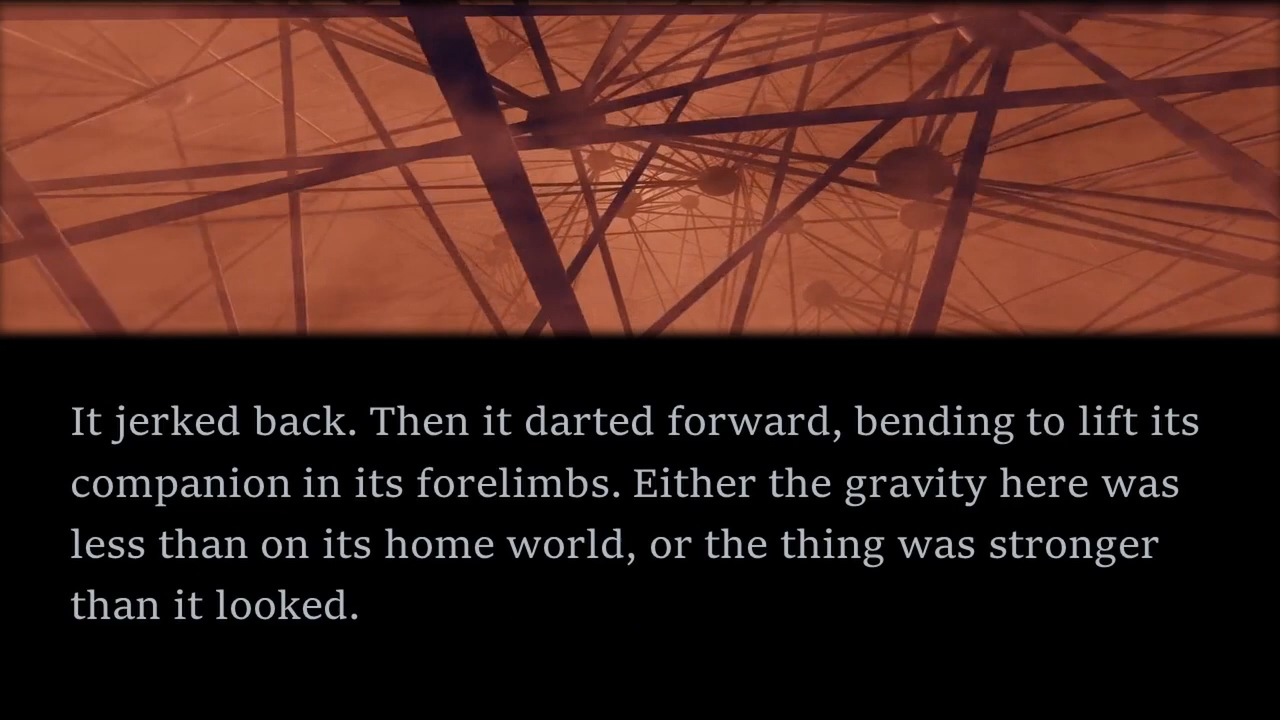 It jerked back. Then it darted forward, bending to lift its
companion in its forelimbs. Either the gravity here was
less than on its home world, or the thing was stronger
than it looked.